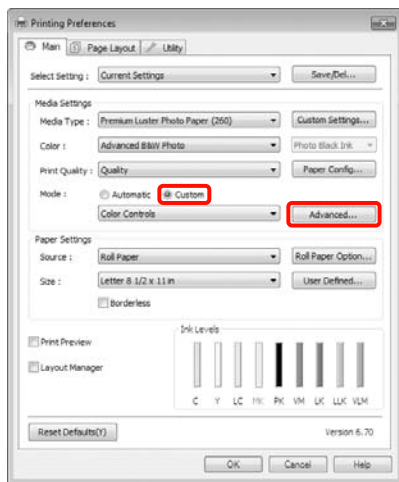 Printing Preferences
Main Page Layout Utility
Select Setting : Current Settings Save/Del...
Media Settings
Media Type : Premium Luster Photo Paper (260) Custom Settings...
Color : Advanced B&W Photo Photo Black Ink
Print Quality : Quality Paper Config...
Mode : Automatic Custom
Color Controls Advanced...
Paper Settings
Source : Roll Paper Roll Paper Option...
Size : Letter 8 1/2 x 11 in User Defined...
Borderless
Print Preview
Layout Manager
Ink Levels
C Y LC MK PK VM LK LLK VLM
Reset Defaults(Y) Version 6.70
OK Cancel Help